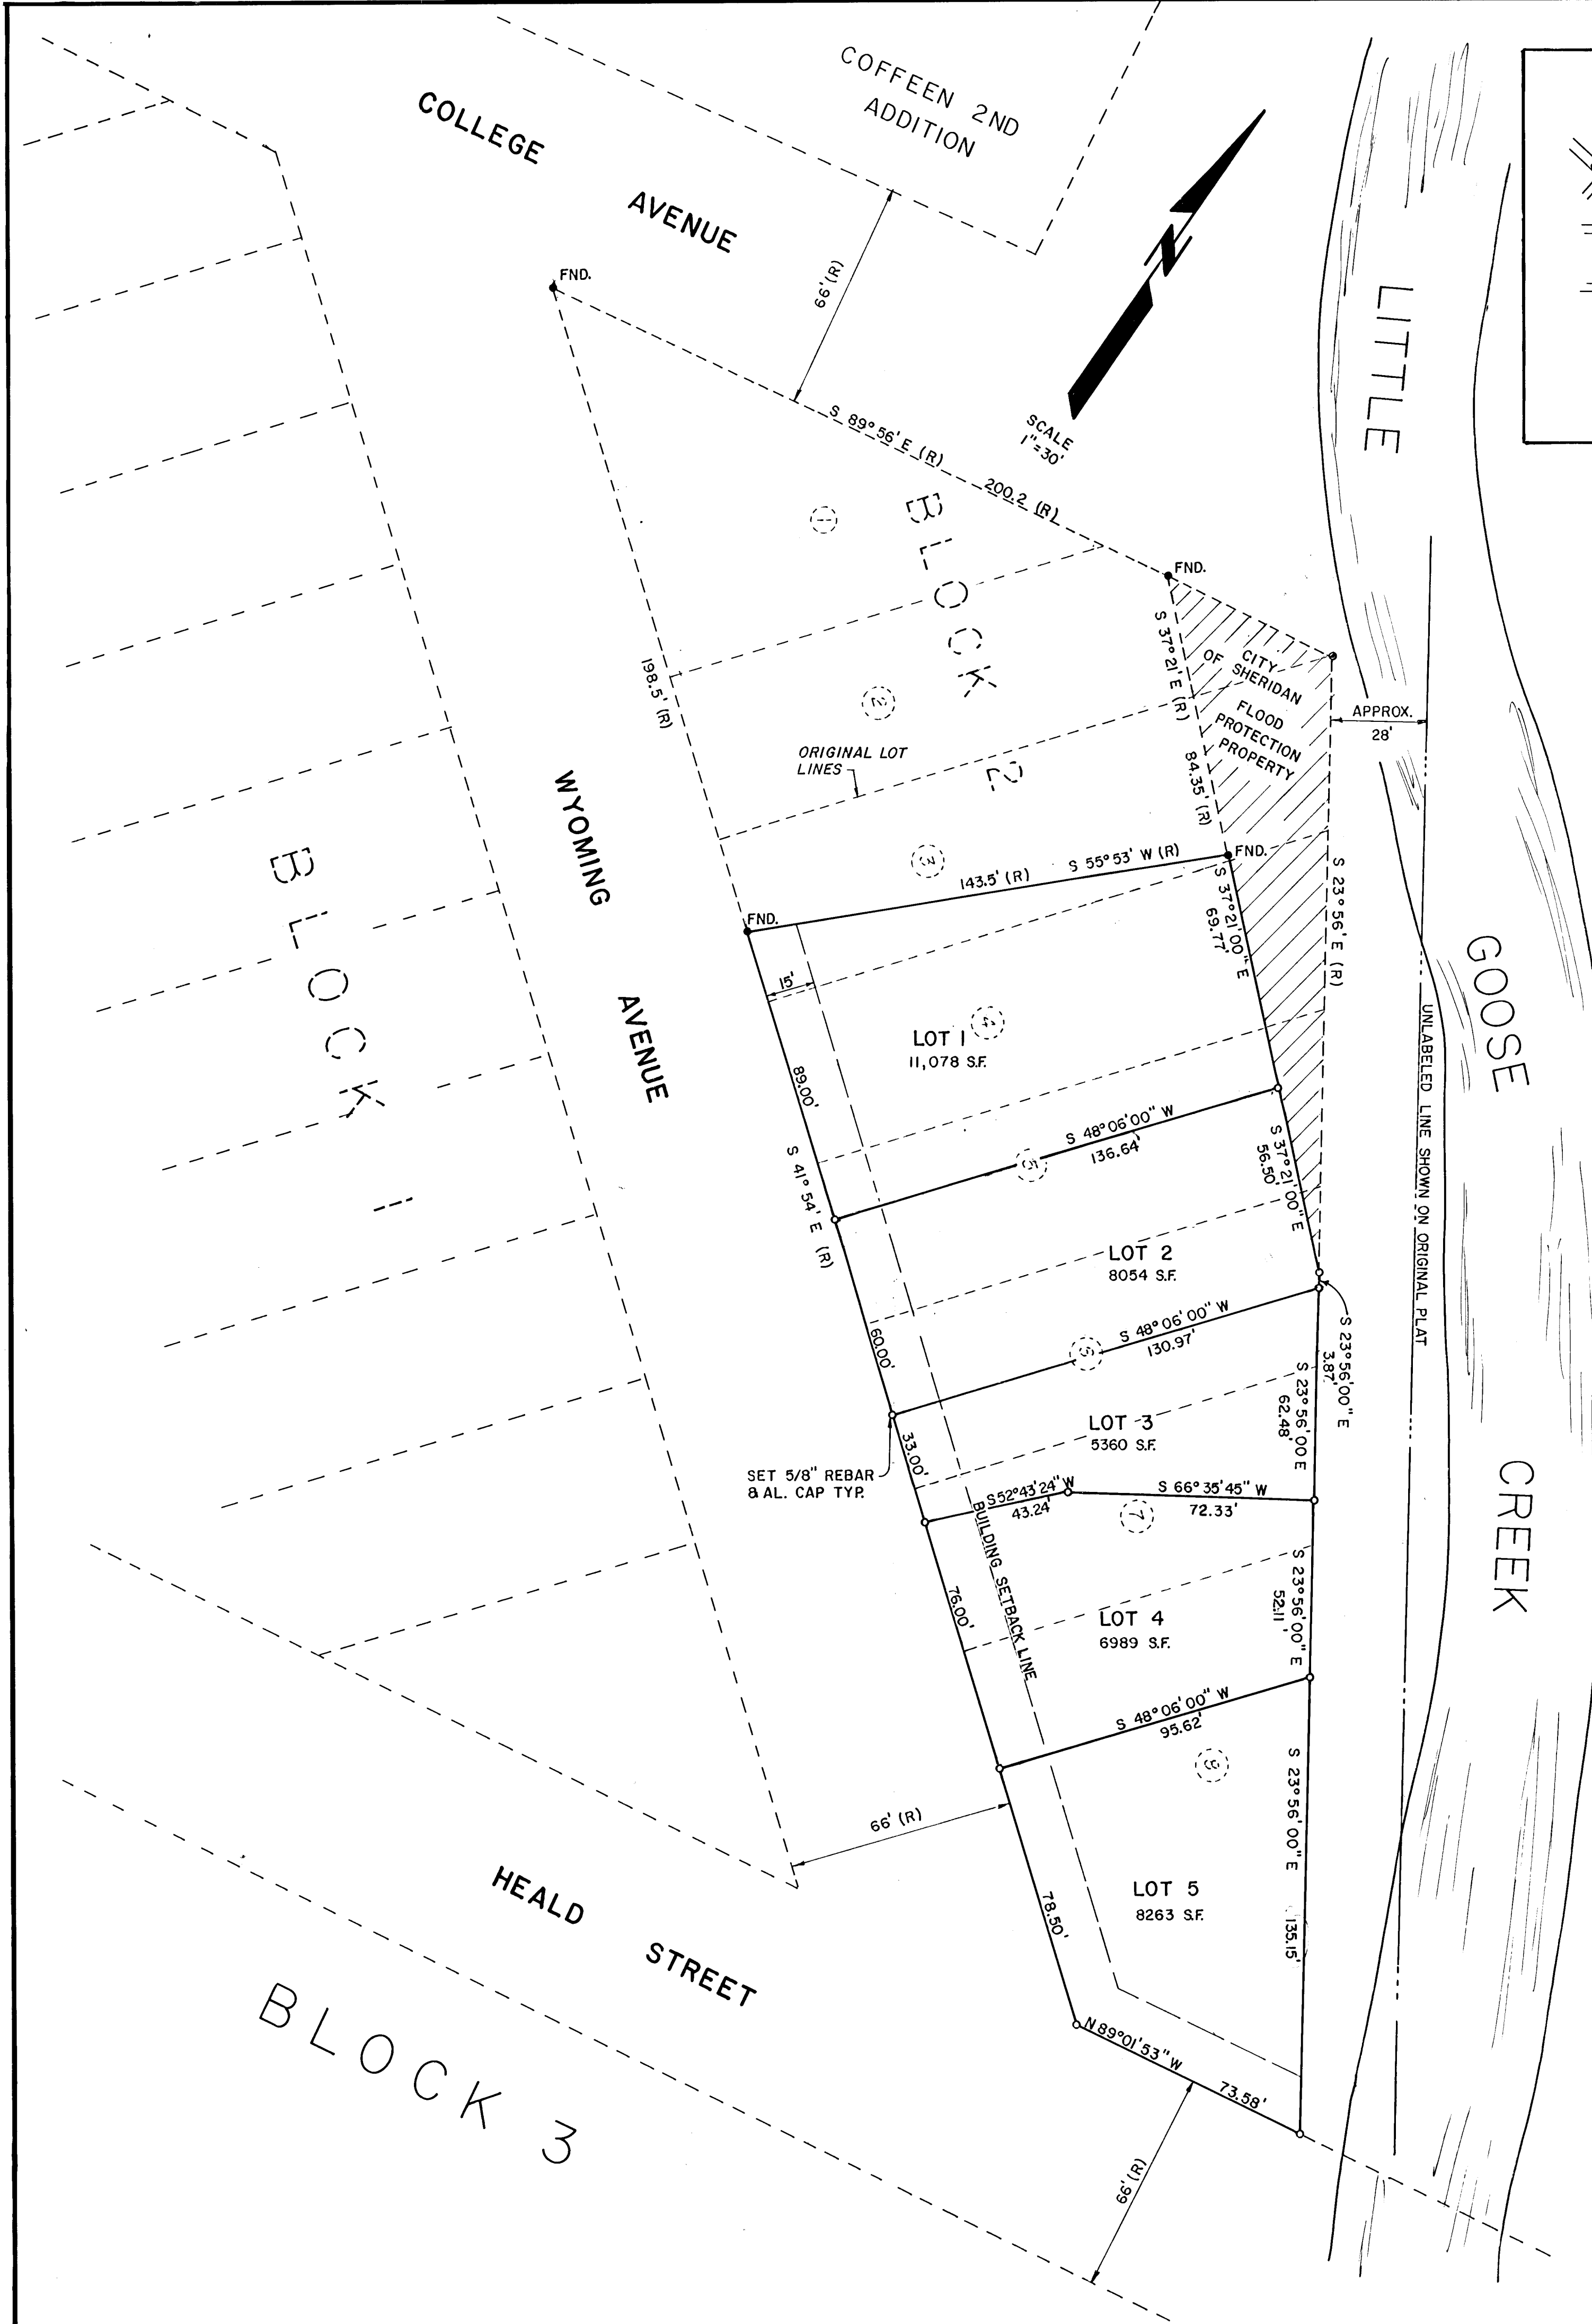 COFFEEN 2ND
ADDITION
COLLEGE
AVENUE
66' (R)
FND.
N
SCALE
1"=30'
LITTLE
S 89° 56' E (R)
200.2 (R)
BLOCK
2
1
2
3
4
5
6
7
9
FND.
S 37° 21' E (R)
84.35' (R)
CITY
OF SHERIDAN
FLOOD
PROTECTION
PROPERTY
APPROX.
28'
198.5' (R)
ORIGINAL LOT
LINES
WYOMING
AVENUE
BLOCK
1
S 55° 53' W (R)
143.5' (R)
FND.
FND.
S 37° 21' 00" E
69.77'
S 23° 56' E (R)
GOOSE
UNLABELED LINE SHOWN ON ORIGINAL PLAT
15'
LOT 1
11,078 S.F.
89.00'
S 41° 54' E (R)
S 48° 06' 00" W
136.64'
S 37° 21' 00" E
56.50'
LOT 2
8054 S.F.
60.00'
S 48° 06' 00" W
130.97'
S 23° 56' 00" E
3.87'
S 23° 56' 00 E
62.48'
LOT 3
5360 S.F.
33.00'
SET 5/8" REBAR
& AL. CAP TYP.
S 52° 43' 24" W
43.24'
S 66° 35' 45" W
72.33'
CREEK
BUILDING SETBACK LINE
S 23° 56' 00" E
52.11'
LOT 4
6989 S.F.
76.00'
S 48° 06' 00" W
95.62'
S 23° 56' 00" E
135.15'
66' (R)
LOT 5
8263 S.F.
78.50'
HEALD
STREET
N 89° 01' 53" W
73.58'
66' (R)
BLOCK 3